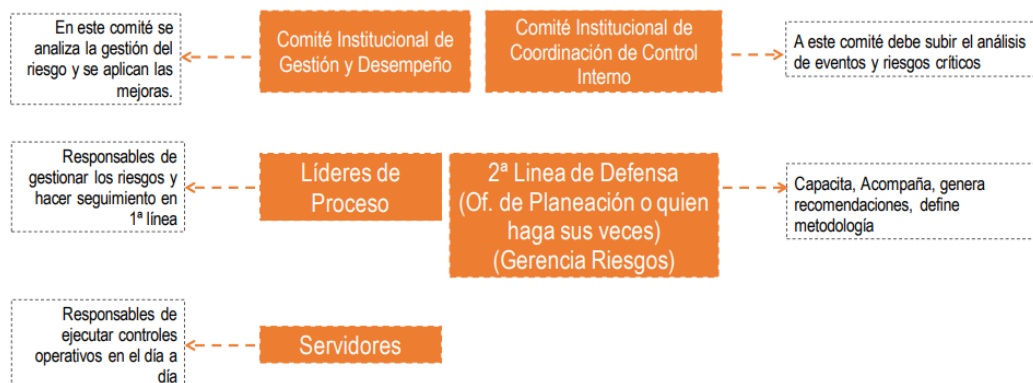 En este comité se
analiza la gestión del
riesgo y se aplican las
mejoras.
Comité Institucional de
Gestión y Desempeño
Comité Institucional de
Coordinación de Control
Interno
A este comité debe subir el análisis
de eventos y riesgos críticos
Responsables de
gestionar los riesgos y
hacer seguimiento en
1ª línea
Líderes de
Proceso
2ª Linea de Defensa
(Of. de Planeación o quien
haga sus veces)
(Gerencia Riesgos)
Capacita, Acompaña, genera
recomendaciones, define
metodología
Responsables de
ejecutar controles
operativos en el día a
día
Servidores